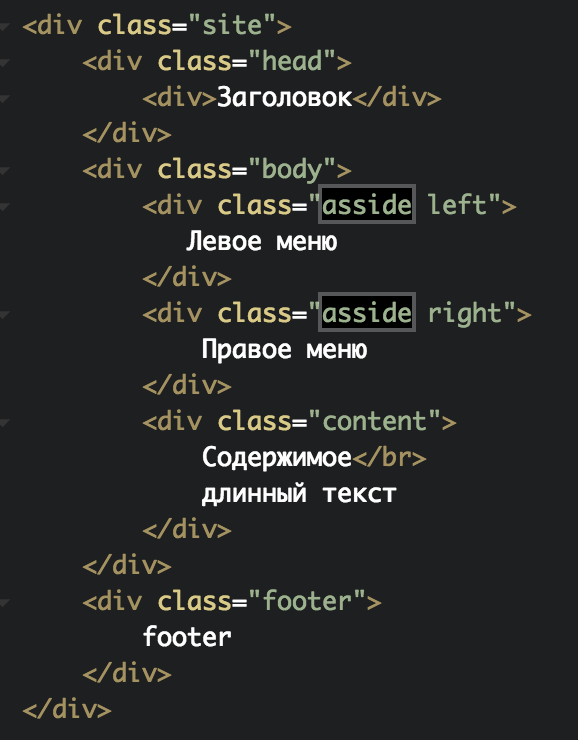 <div class="site">
<div class="head">
<div>Заголовок</div>
</div>
<div class="body">
<div class="asside left">
Левое меню
</div>
<div class="asside right">
Правое меню
</div>
<div class="content">
Содержимое</br>
длинный текст
</div>
</div>
<div class="footer">
footer
</div>
</div>